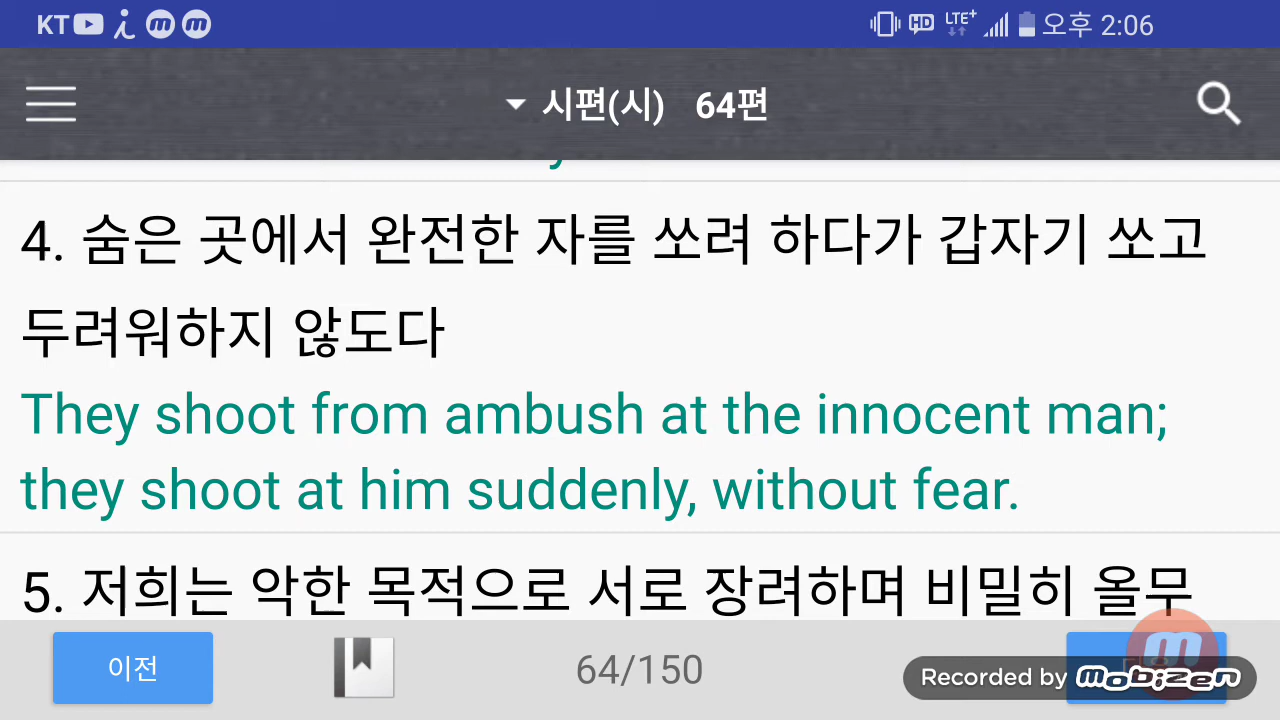 KT HD LTE+ 오후 2:06
시편(시) 64편
4. 숨은 곳에서 완전한 자를 쏘려 하다가 갑자기 쏘고
두려워하지 않도다
They shoot from ambush at the innocent man;
they shoot at him suddenly, without fear.
5. 저희는 악한 목적으로 서로 장려하며 비밀히 올무
이전 64/150
Recorded by Mobizen